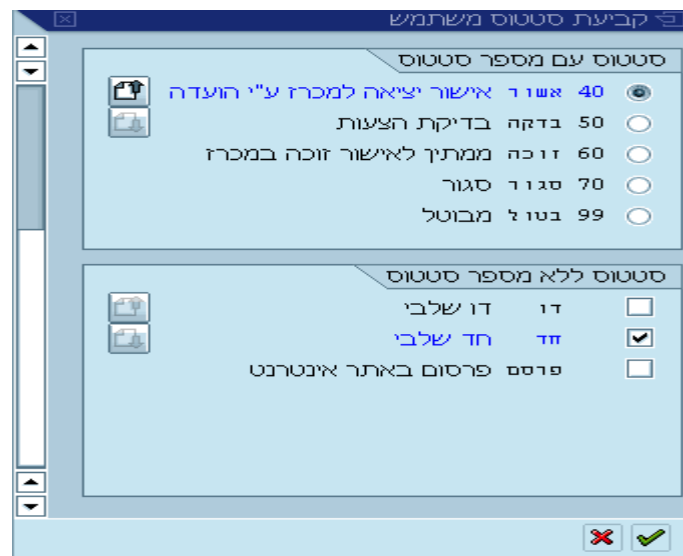 קביעת סטטוס משתמש
סטטוס עם מספר סטטוס
40 אשור אישור יציאה למכרז ע"י הועדה
50 בדקה בדיקת הצעות
60 זוכה ממתין לאישור זוכה במכרז
70 סגור סגור
99 בטול מבוטל
סטטוס ללא מספר סטטוס
דו דו שלבי
חד חד שלבי
פרסם פרסום באתר אינטרנט